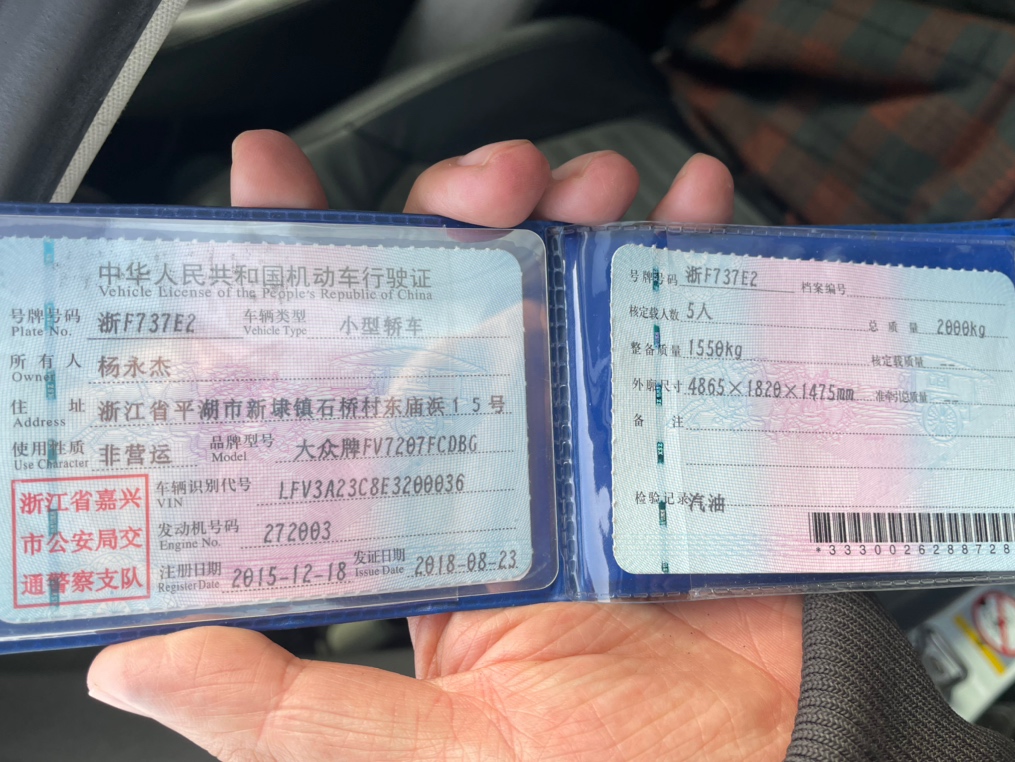 中华人民共和国机动车行驶证
Vehicle License of the People's Republic of China
号牌号码 浙F737E2 车辆类型 小型轿车
Plate No. Vehicle Type
所有人 杨永杰
Owner
住址 浙江省平湖市新埭镇石桥村东庙浜15号
Address
使用性质 非营运 品牌型号 大众牌FV7207FCDBG
Use Character Model
浙江省嘉兴
市公安局交
通警察支队
车辆识别代号 LFV3A23C8E3200036
VIN
发动机号码 272003
Engine No.
注册日期 2015-12-18 发证日期 2018-08-23
Register Date Issue Date
号牌号码 浙F737E2 档案编号
核定载人数 5人 总质量 2000kg
整备质量 1550kg 核定载质量 --
外廓尺寸 4865×1820×1475mm 准牵引总质量 --
备注
检验记录 汽油
*3330026288728